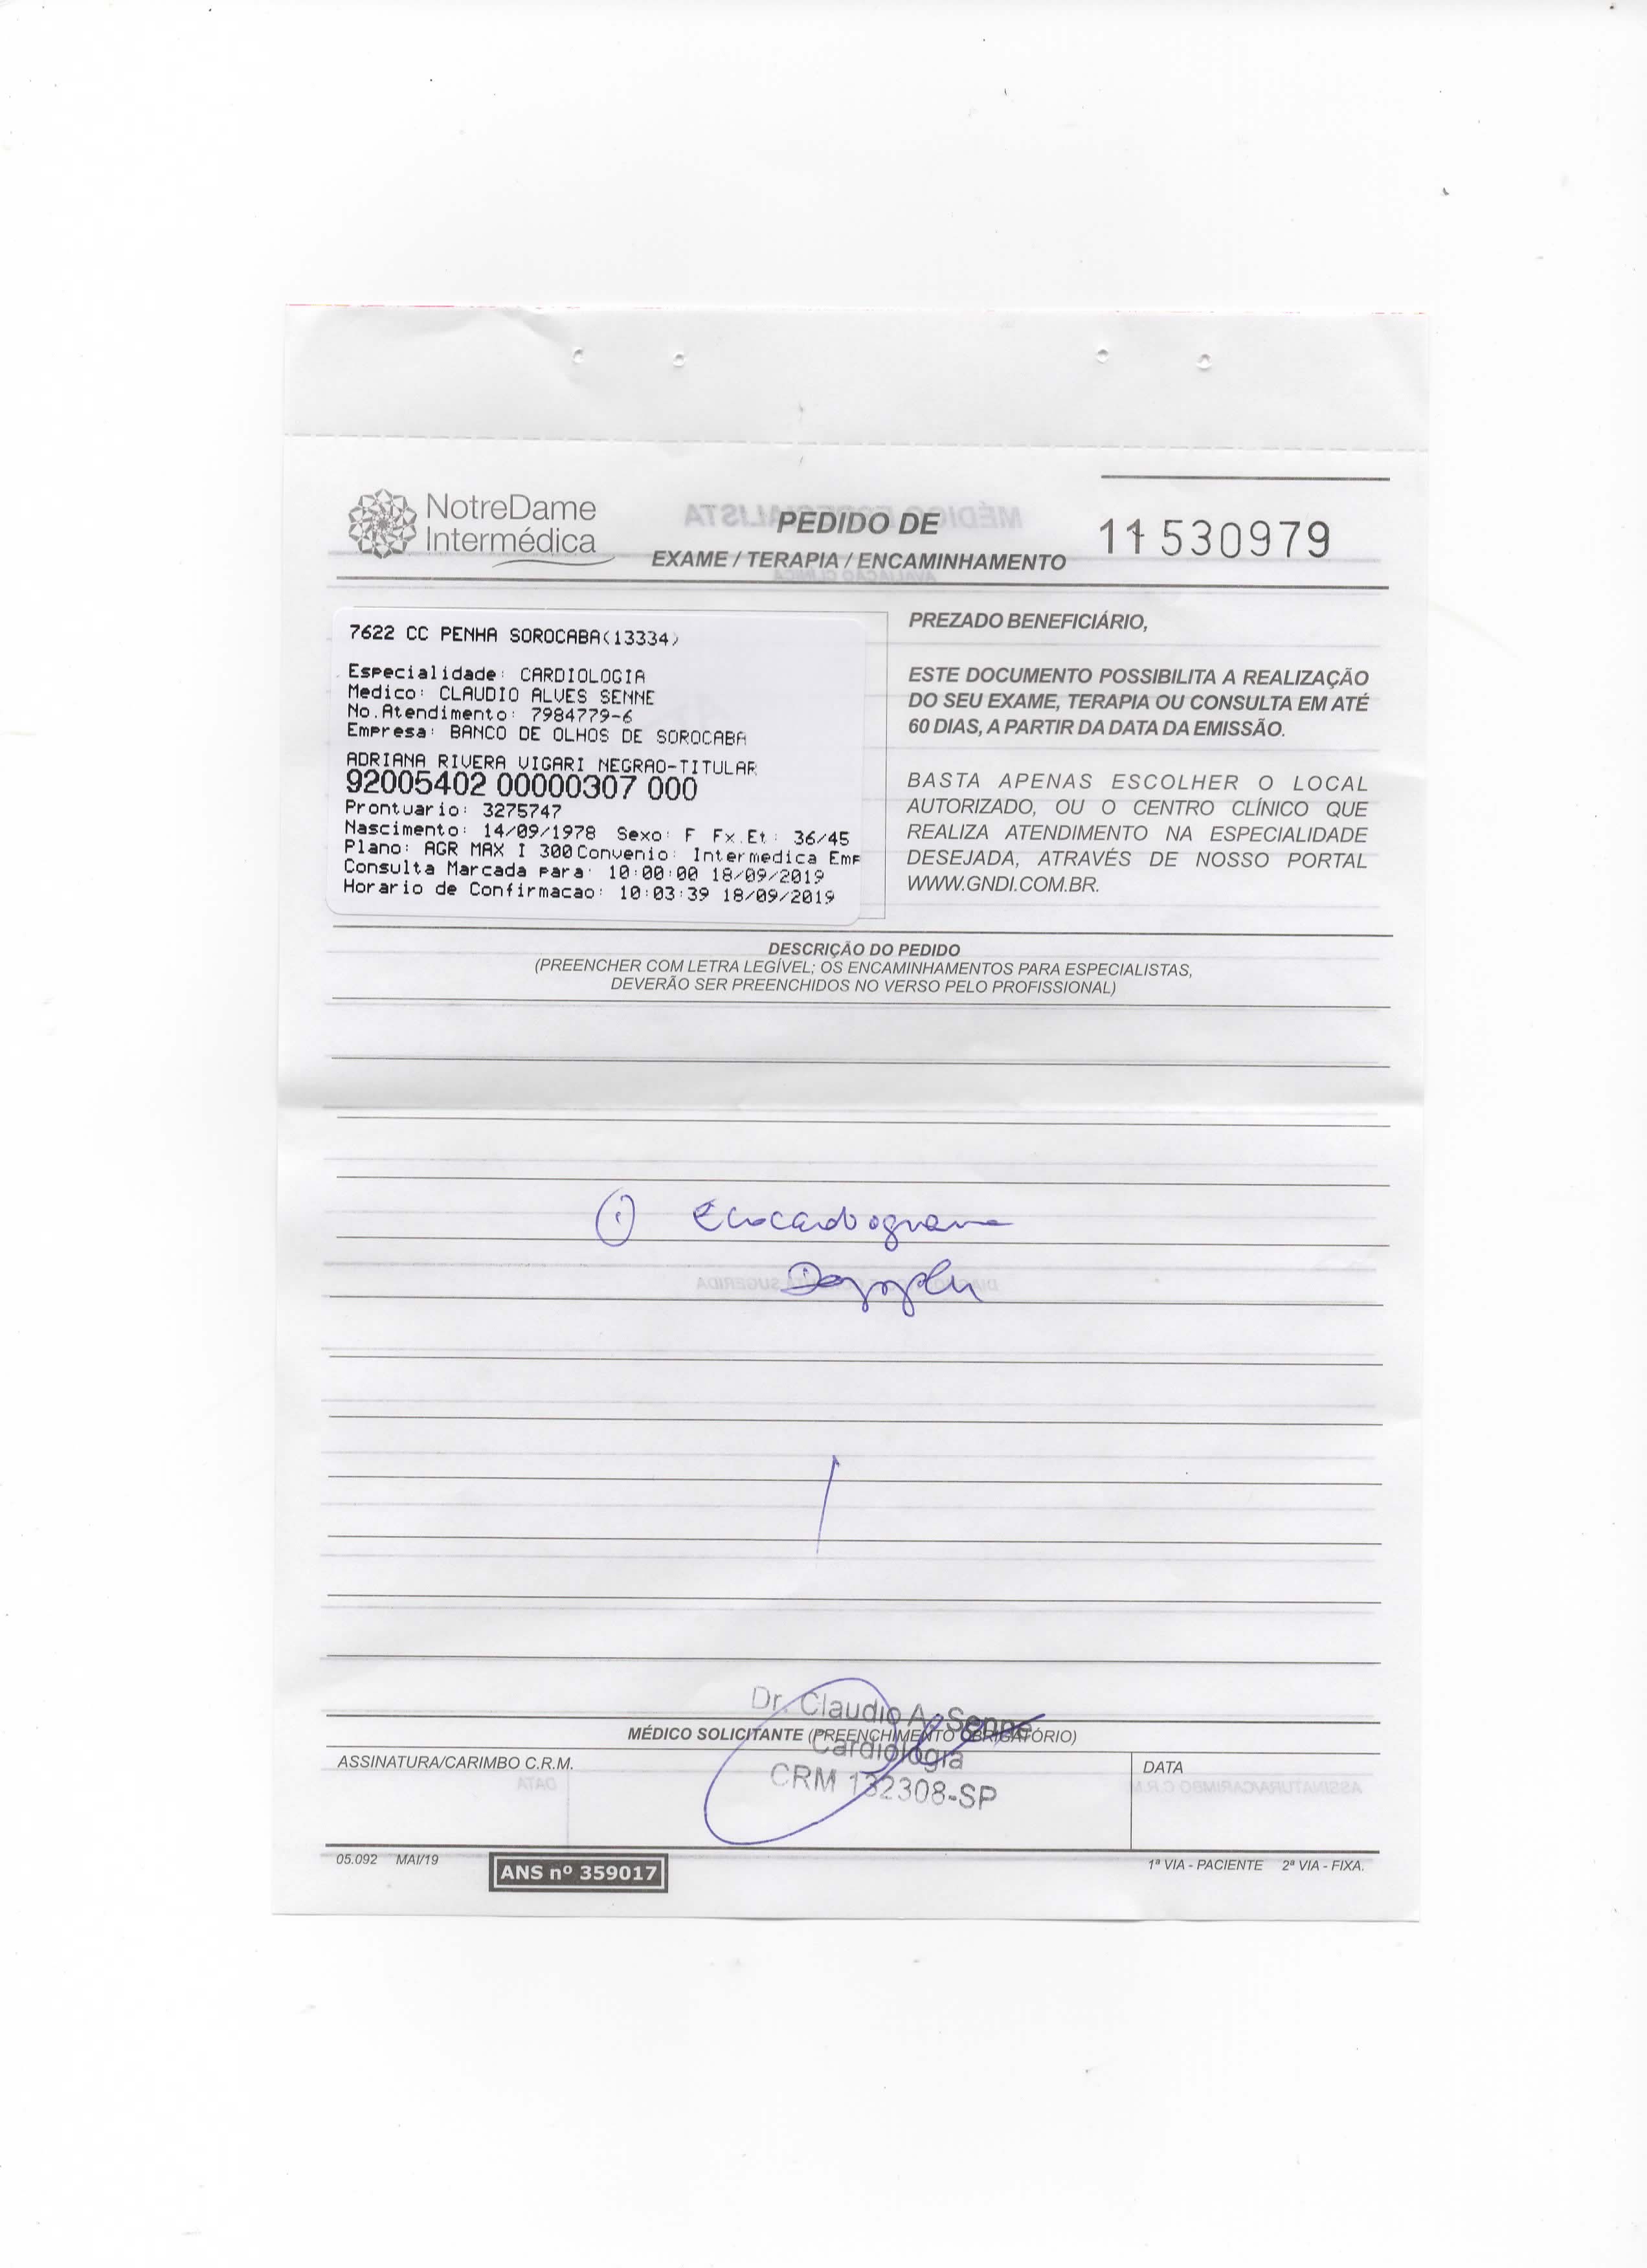 NotreDame
Intermédica
PEDIDO DE
EXAME / TERAPIA / ENCAMINHAMENTO
11 530979
7622 CC PENHA SOROCABA(13334)
Especialidade: CARDIOLOGIA
Medico: CLAUDIO ALVES SENNE
No.Atendimento: 7984779-6
Empresa: BANCO DE OLHOS DE SOROCABA
ADRIANA RIVERA VIGARI NEGRAO-TITULAR
92005402 00000307 000
Prontuario: 3275747
Nascimento: 14/09/1978 Sexo: F Fx.Et: 36/45
Plano: AGR MAX I 300 Convenio: Intermedica Emp
Consulta Marcada para: 10:00:00 18/09/2019
Horario de Confirmacao: 10:03:39 18/09/2019
PREZADO BENEFICIÁRIO,
ESTE DOCUMENTO POSSIBILITA A REALIZAÇÃO
DO SEU EXAME, TERAPIA OU CONSULTA EM ATÉ
60 DIAS, A PARTIR DA DATA DA EMISSÃO.
BASTA APENAS ESCOLHER O LOCAL
AUTORIZADO, OU O CENTRO CLÍNICO QUE
REALIZA ATENDIMENTO NA ESPECIALIDADE
DESEJADA, ATRAVÉS DE NOSSO PORTAL
WWW.GNDI.COM.BR.
DESCRIÇÃO DO PEDIDO
(PREENCHER COM LETRA LEGÍVEL; OS ENCAMINHAMENTOS PARA ESPECIALISTAS,
DEVERÃO SER PREENCHIDOS NO VERSO PELO PROFISSIONAL)
① Ecocardiograma
Doppler
Dr. Claudio A. Senne
MÉDICO SOLICITANTE (PREENCHIMENTO OBRIGATÓRIO)
Cardiologia
CRM 132308-SP
ASSINATURA/CARIMBO C.R.M.
DATA
05.092 MAI/19
ANS nº 359017
1ª VIA - PACIENTE 2ª VIA - FIXA.